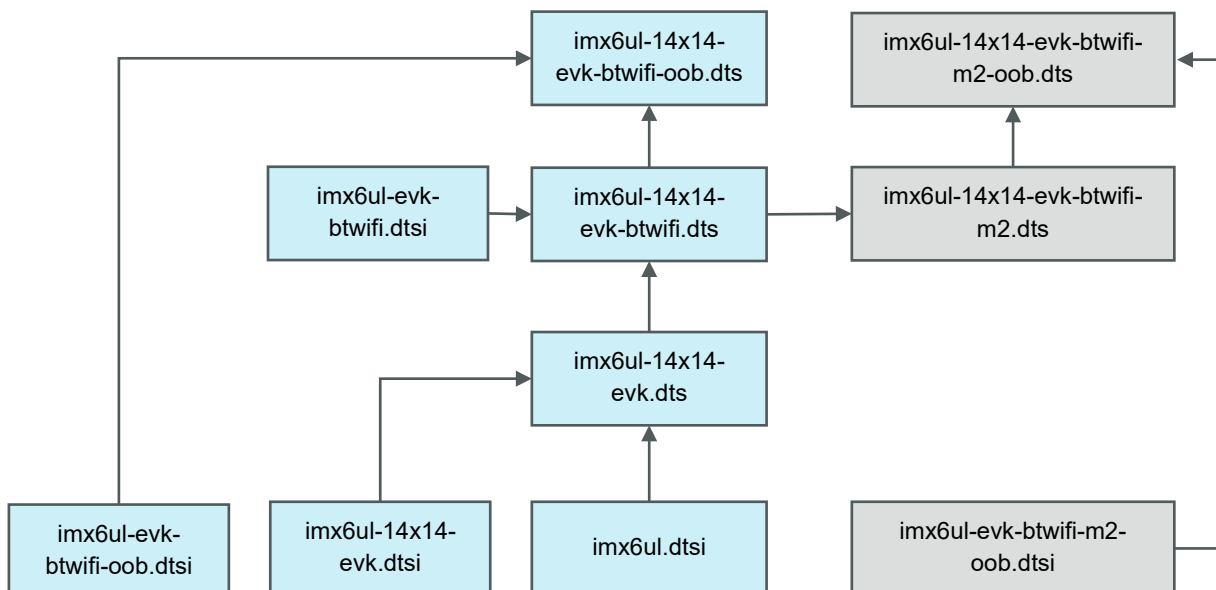 imx6ul-14x14-
evk-btwifi-oob.dts
imx6ul-14x14-evk-btwifi-
m2-oob.dts
imx6ul-evk-
btwifi.dtsi
imx6ul-14x14-
evk-btwifi.dts
imx6ul-14x14-evk-btwifi-
m2.dts
imx6ul-14x14-
evk.dts
imx6ul-evk-
btwifi-oob.dtsi
imx6ul-14x14-
evk.dtsi
imx6ul.dtsi
imx6ul-evk-btwifi-m2-
oob.dtsi